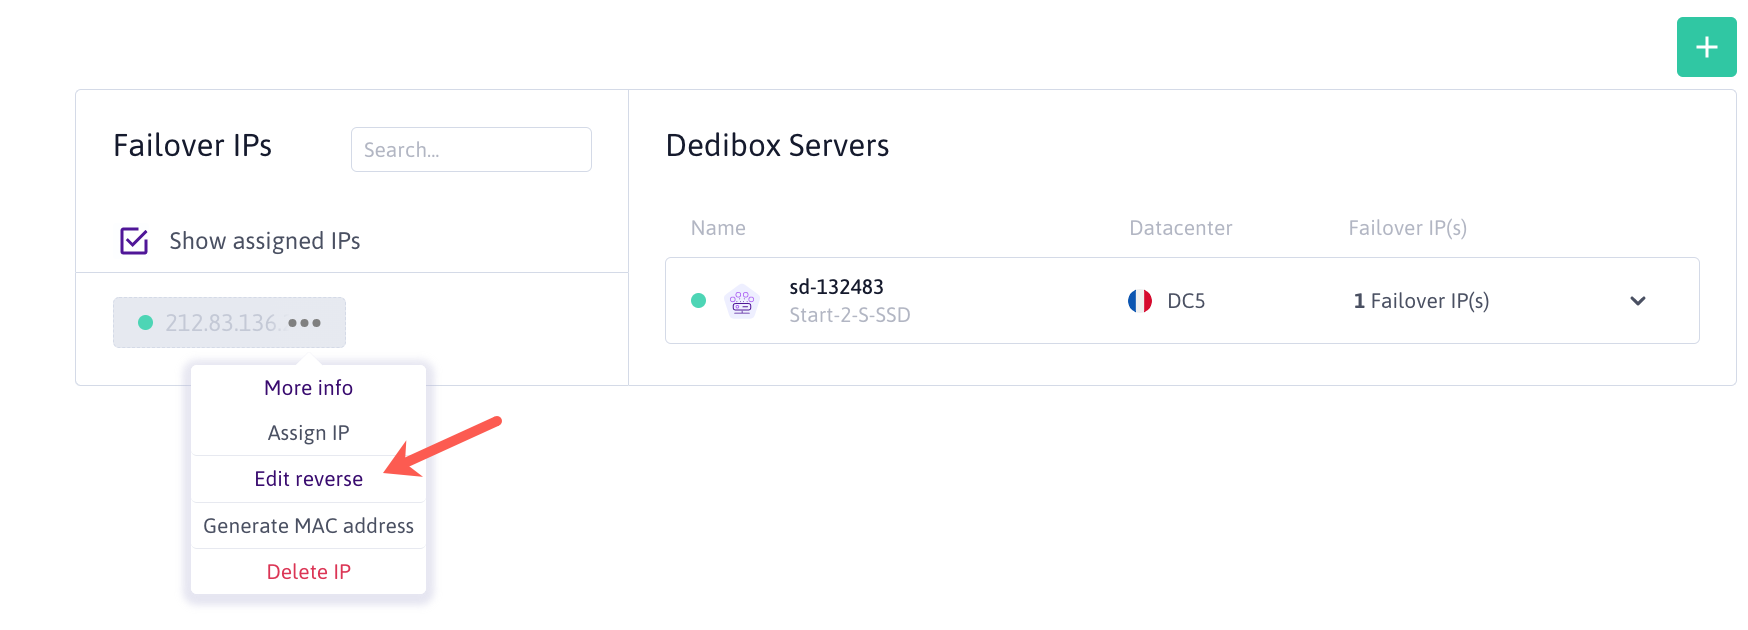 +
Failover IPs
Search...
Show assigned IPs
212.83.136
More info
Assign IP
Edit reverse
Generate MAC address
Delete IP
Dedibox Servers
Name Datacenter Failover IP(s)
sd-132483
Start-2-S-SSD
DC5
1 Failover IP(s)